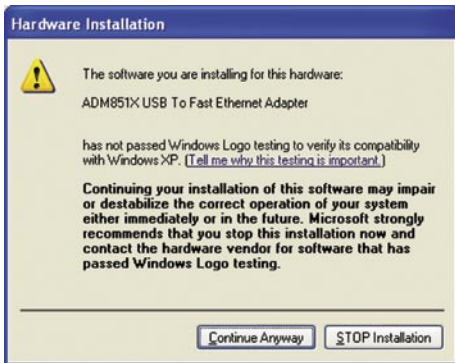 Hardware Installation
The software you are installing for this hardware:
ADM851X USB To Fast Ethernet Adapter
has not passed Windows Logo testing to verify its compatibility
with Windows XP. (Tell me why this testing is important.)
Continuing your installation of this software may impair
or destabilize the correct operation of your system
either immediately or in the future. Microsoft strongly
recommends that you stop this installation now and
contact the hardware vendor for software that has
passed Windows Logo testing.
Continue Anyway STOP Installation